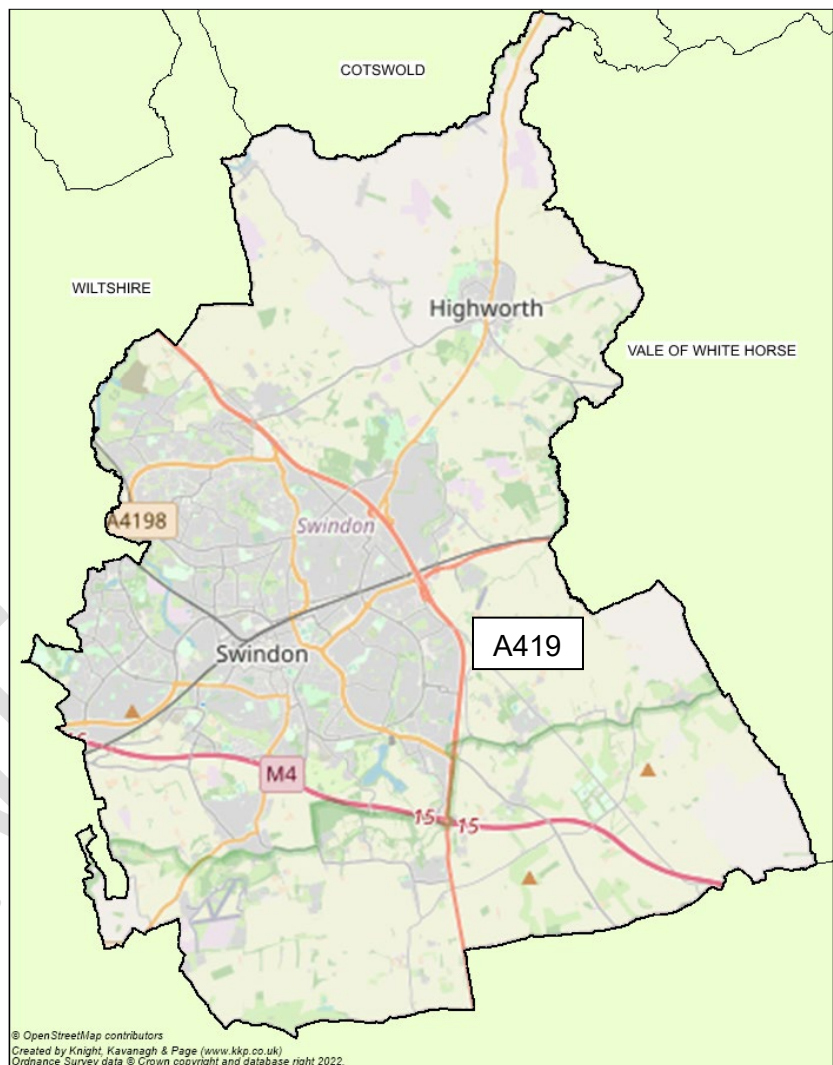 COTSWOLD
WILTSHIRE
Highworth
VALE OF WHITE HORSE
A4198
Swindon
A419
Swindon
M4
15 15
© OpenStreetMap contributors
Created by Knight, Kavanagh & Page (www.kkp.co.uk)
Ordnance Survey data © Crown copyright and database right 2022.